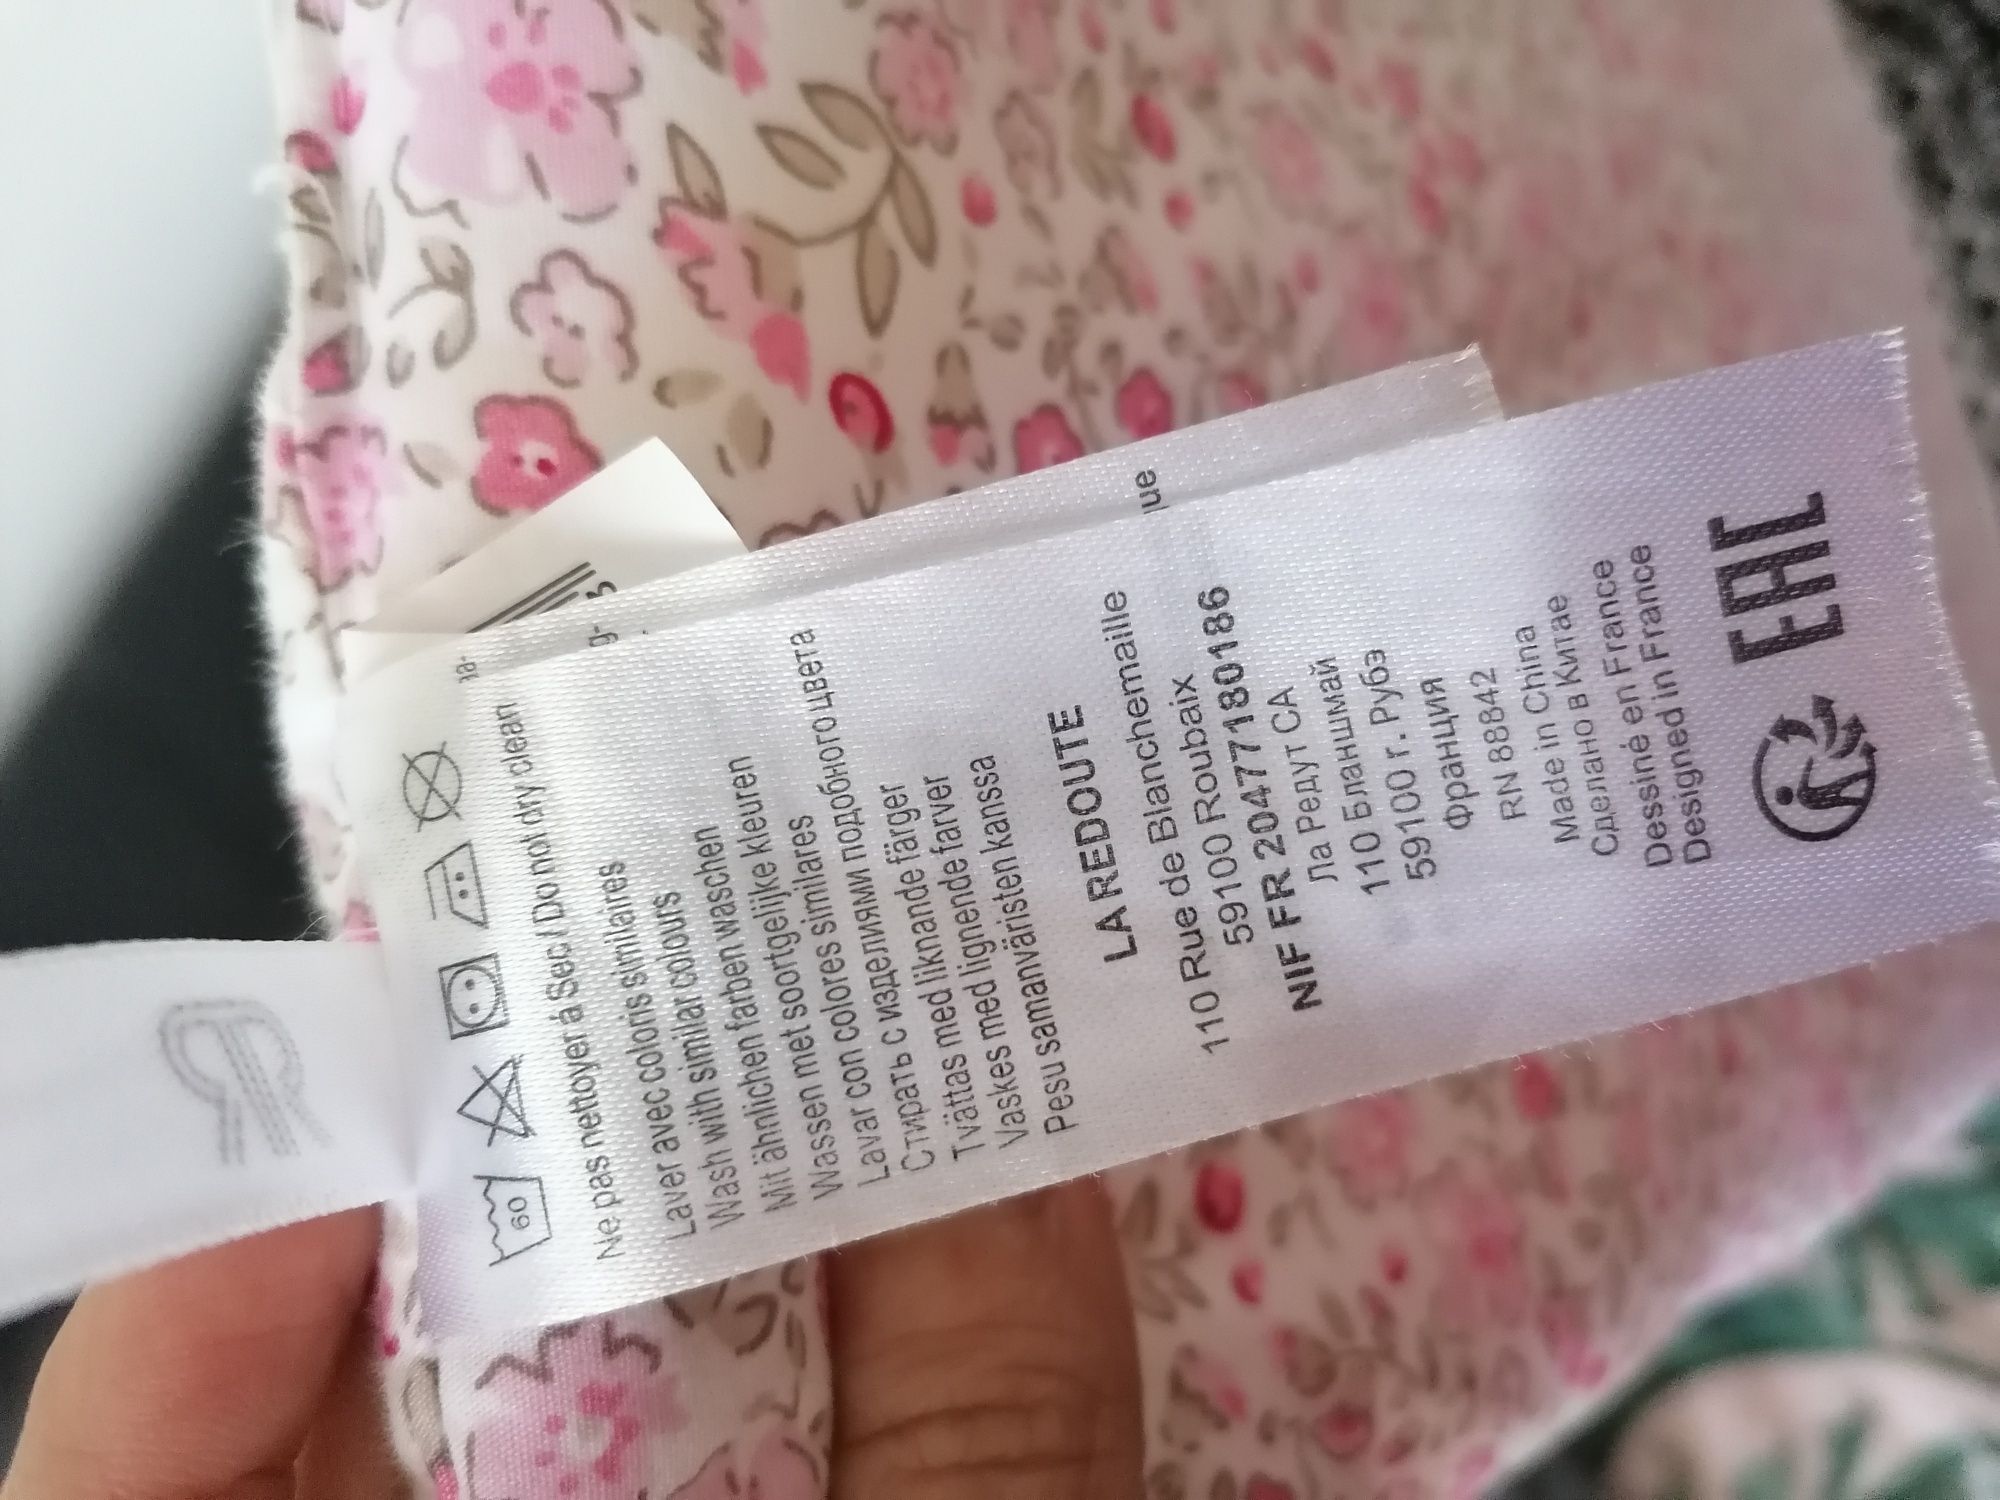 60
Ne pas nettoyer à Sec / Do not dry clean
Laver avec coloris similaires
Wash with similar colours
Mit ähnlichen farben waschen
Wassen met soortgelijke kleuren
Lavar con colores similares
Стирать с изделиями подобного цвета
Tvättas med liknande färger
Vaskes med lignende farver
Pesu samanväristen kanssa
LA REDOUTE
110 Rue de Blanchemaille
59100 Roubaix
NIF FR 20477180186
Ла Редут СА
110 Бланшмай
59100 г. Рубэ
Франция
RN 88842
Made in China
Сделано в Китае
Dessiné en France
Designed in France
EAC